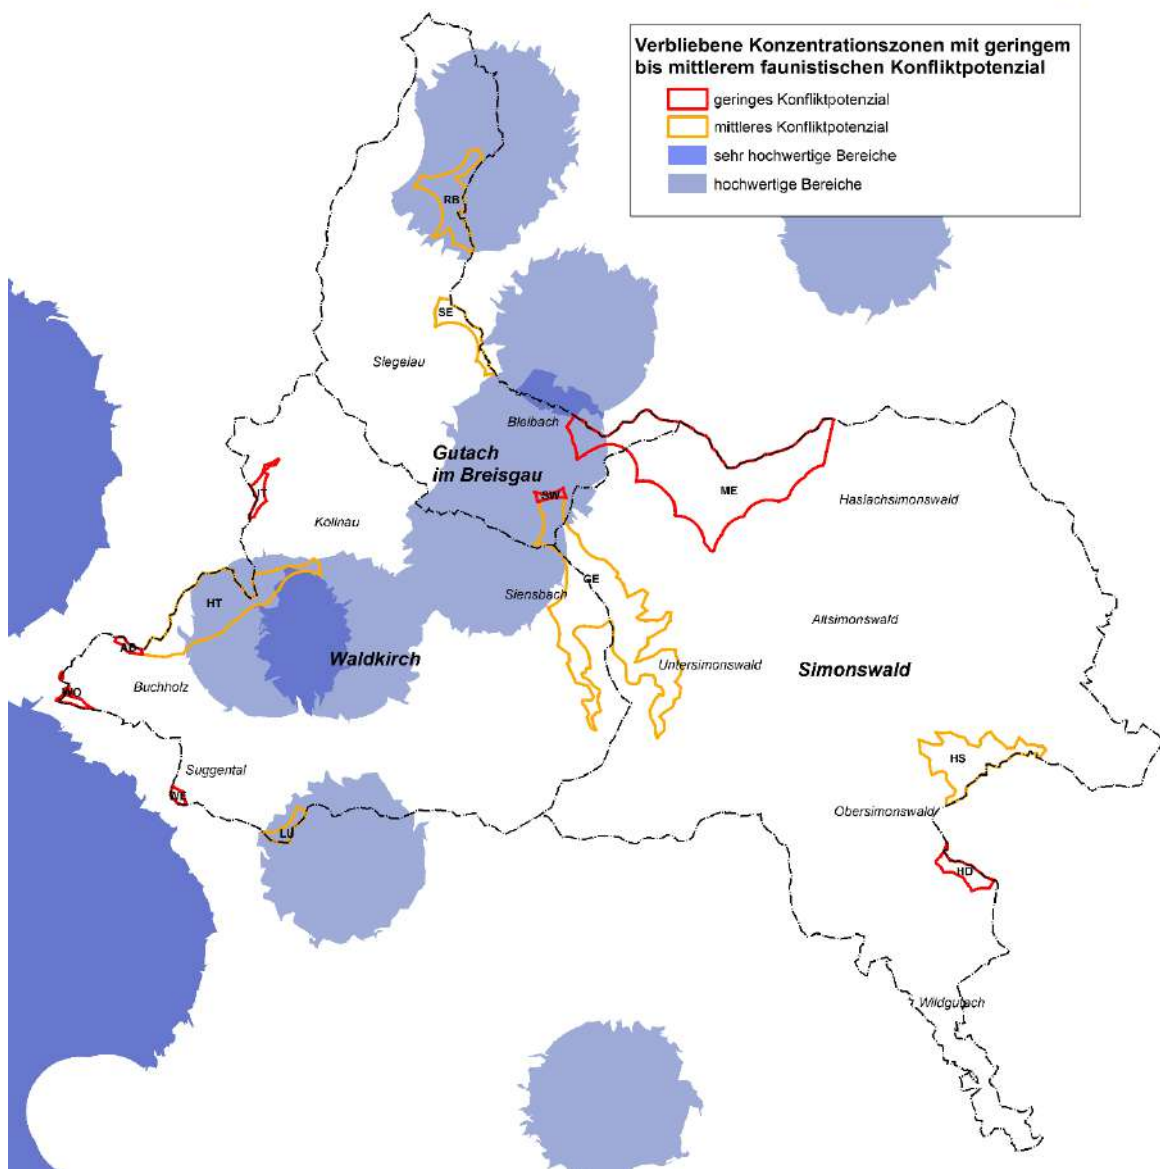 Verbliebene Konzentrationszonen mit geringem
bis mittlerem faunistischen Konfliktpotenzial
geringes Konfliktpotenzial
mittleres Konfliktpotenzial
sehr hochwertige Bereiche
hochwertige Bereiche
RB
SE
Siegelau
Bleibach
Gutach
im Breisgau
SW
ME
Haslachsimonswald
Kollnau
GE
Siensbach
HT
Altsimonswald
Waldkirch
Untersimonswald
Simonswald
Buchholz
WO
HS
Suggental
WE
LU
Obersimonswald
HD
Wildgutach